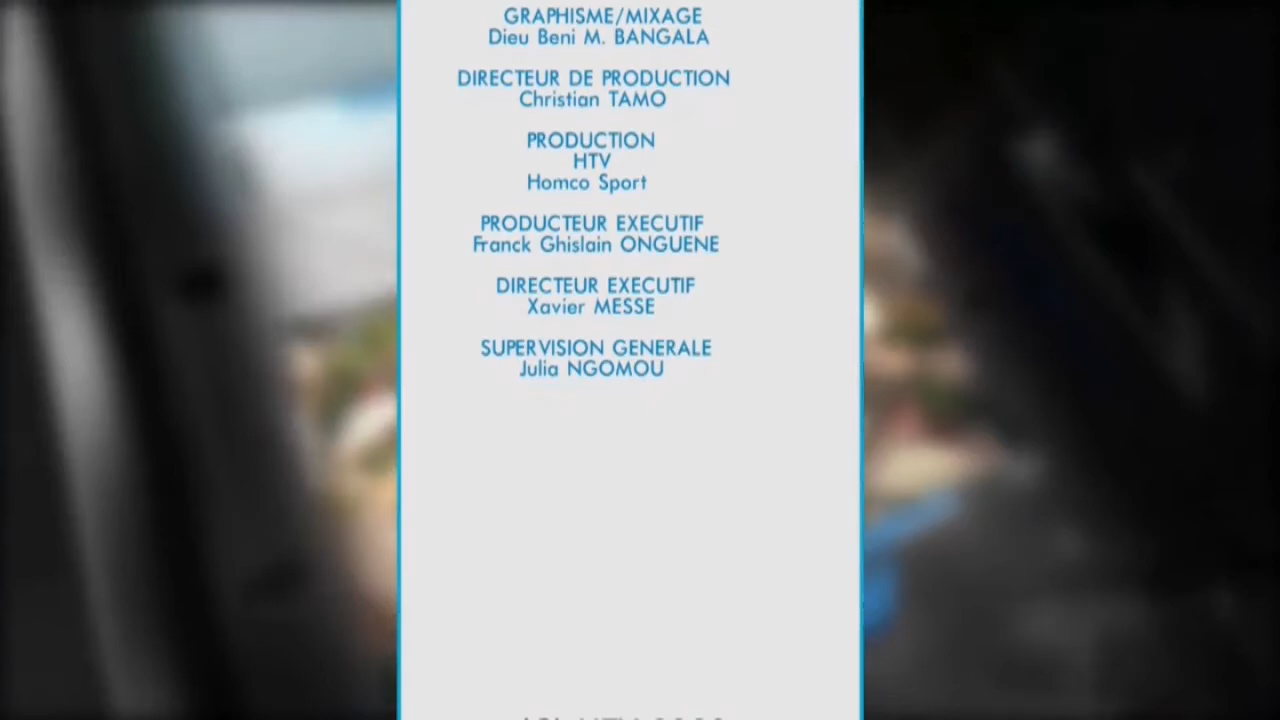 GRAPHISME/MIXAGE
Dieu Beni M. BANGALA
DIRECTEUR DE PRODUCTION
Christian TAMO
PRODUCTION
HTV
Homco Sport
PRODUCTEUR EXECUTIF
Franck Ghislain ONGUENE
DIRECTEUR EXECUTIF
Xavier MESSE
SUPERVISION GENERALE
Julia NGOMOU